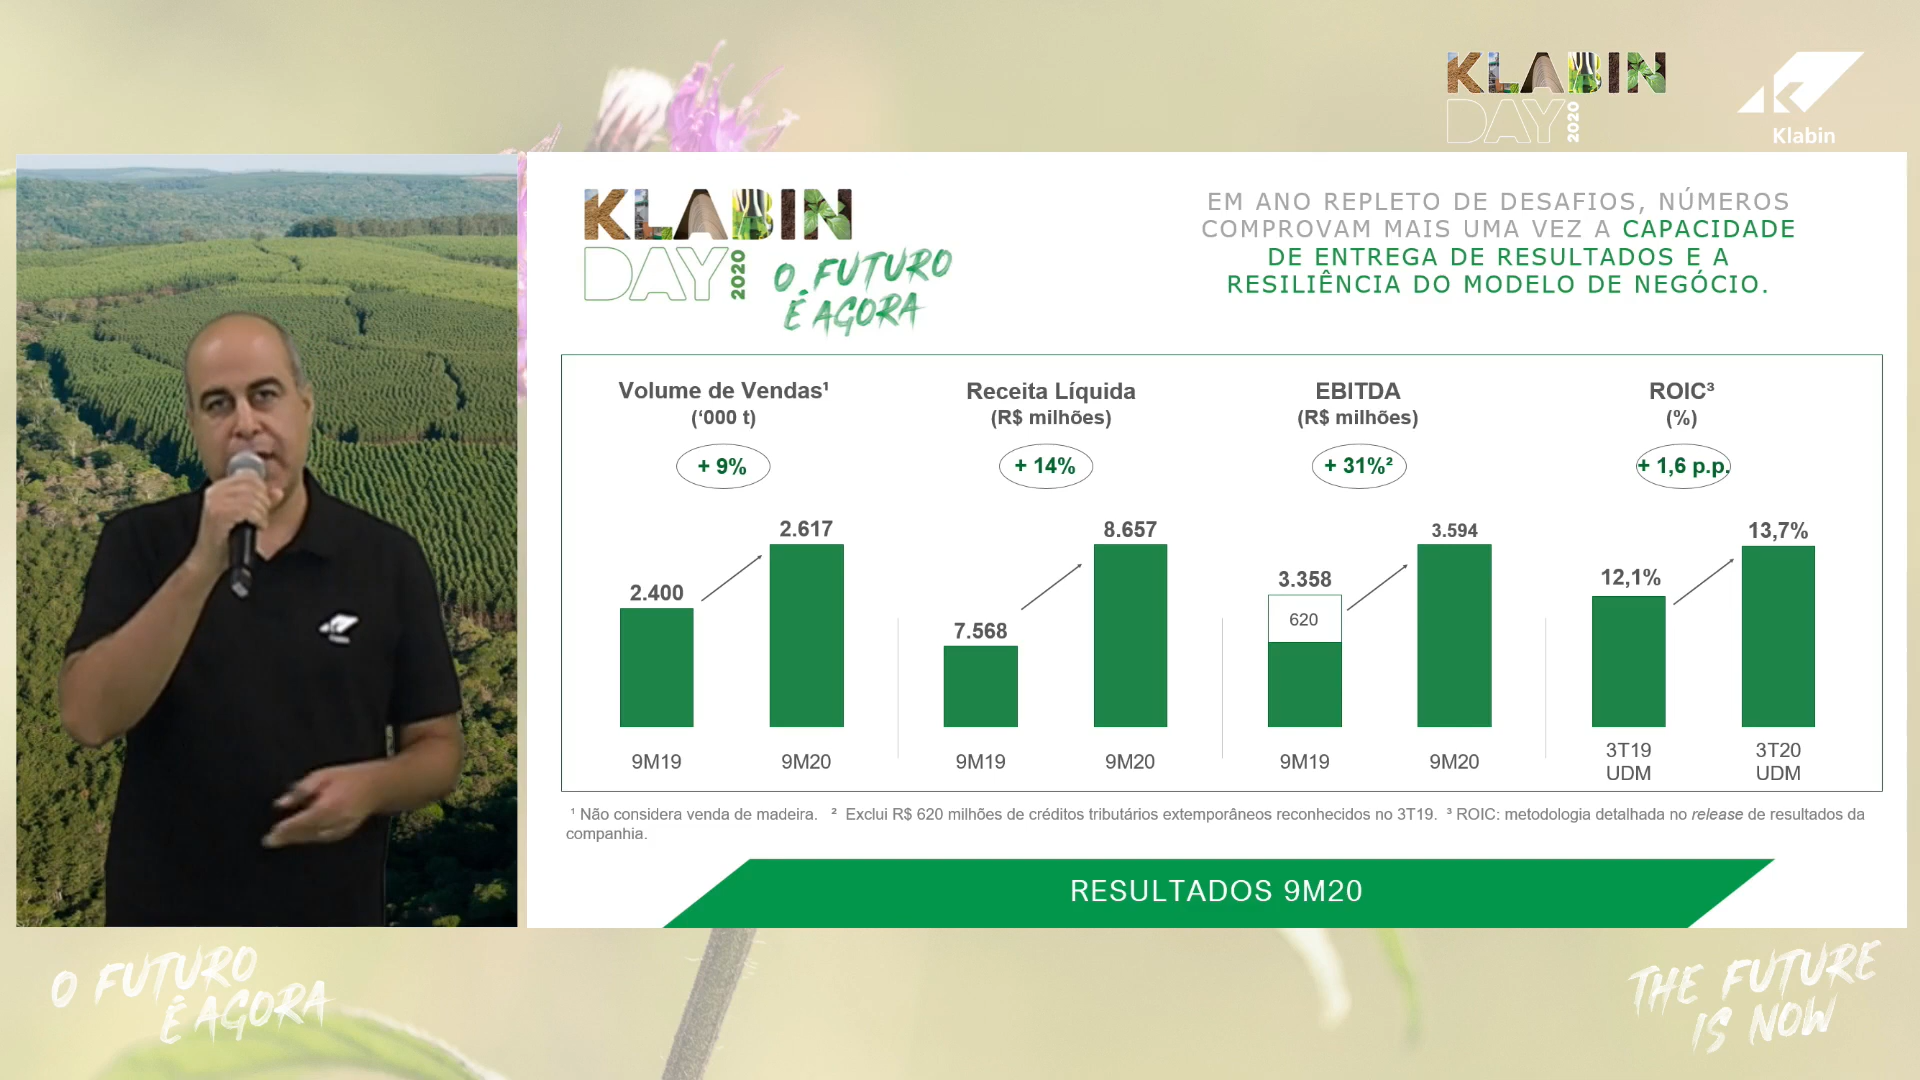 KLABIN
DAY 2020
Klabin
KLABIN
DAY 2020
O FUTURO
É AGORA
EM ANO REPLETO DE DESAFIOS, NÚMEROS
COMPROVAM MAIS UMA VEZ A CAPACIDADE
DE ENTREGA DE RESULTADOS E A
RESILIÊNCIA DO MODELO DE NEGÓCIO.
Volume de Vendas¹
(‘000 t)
+ 9%
2.400
2.617
9M19
9M20
Receita Líquida
(R$ milhões)
+ 14%
7.568
8.657
9M19
9M20
EBITDA
(R$ milhões)
+ 31%²
3.358
620
3.594
9M19
9M20
ROIC³
(%)
+ 1,6 p.p.
12,1%
13,7%
3T19
UDM
3T20
UDM
¹ Não considera venda de madeira. ² Exclui R$ 620 milhões de créditos tributários extemporâneos reconhecidos no 3T19. ³ ROIC: metodologia detalhada no release de resultados da
companhia.
RESULTADOS 9M20
O FUTURO
É AGORA
THE FUTURE
IS NOW